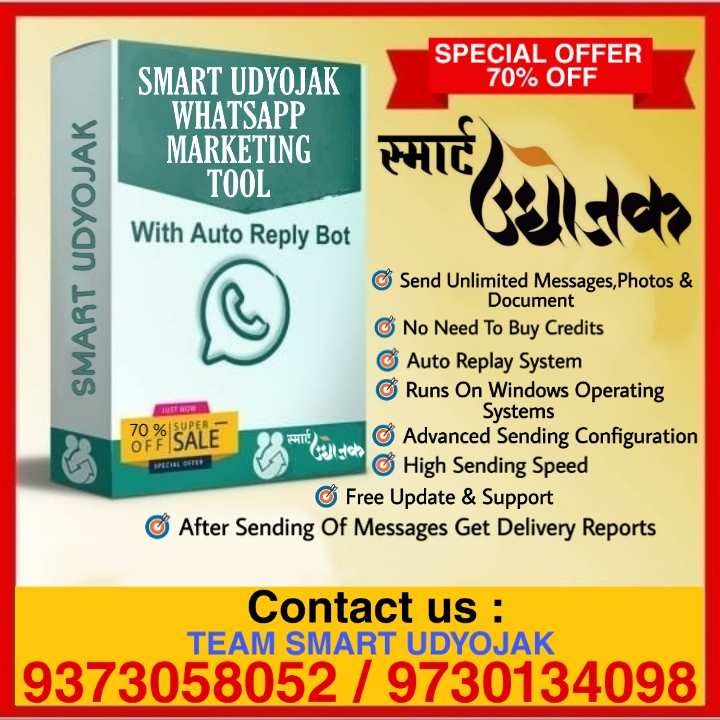 SPECIAL OFFER
70% OFF
SMART UDYOJAK
WHATSAPP
MARKETING
TOOL
With Auto Reply Bot
SMART UDYOJAK
JUST NOW
70 % OFF
SUPER SALE
SPECIAL OFFER
स्मार्ट उद्योजक
स्मार्ट उद्योजक
Send Unlimited Messages,Photos &
Document
No Need To Buy Credits
Auto Replay System
Runs On Windows Operating
Systems
Advanced Sending Configuration
High Sending Speed
Free Update & Support
After Sending Of Messages Get Delivery Reports
Contact us :
TEAM SMART UDYOJAK
9373058052 / 9730134098